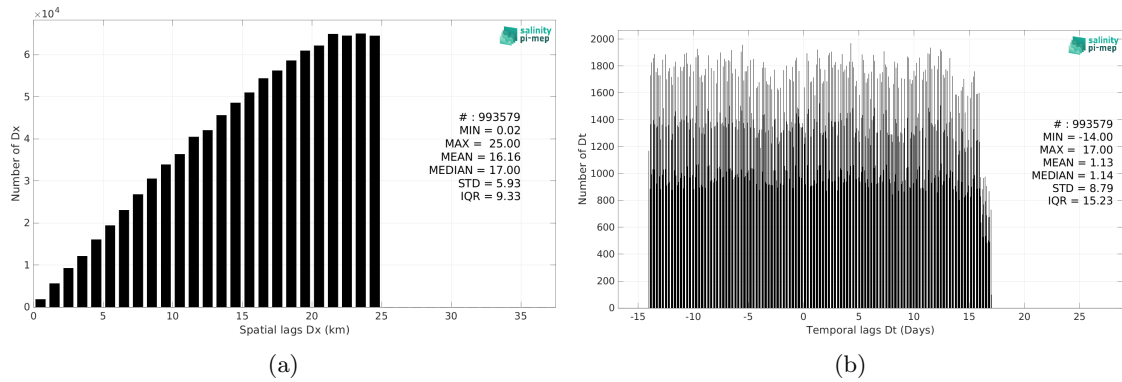 ×10⁴
6
4
2
0
Number of Dx
0 5 10 15 20 25 30 35
Spatial lags Dx (km)
salinity
pi-mep
# : 993579
MIN = 0.02
MAX = 25.00
MEAN = 16.16
MEDIAN = 17.00
STD = 5.93
IQR = 9.33
(a)
2000
1800
1600
1400
1200
1000
800
600
400
200
0
Number of Dt
-15 -10 -5 0 5 10 15 20 25
Temporal lags Dt (Days)
salinity
pi-mep
# : 993579
MIN = -14.00
MAX = 17.00
MEAN = 1.13
MEDIAN = 1.14
STD = 8.79
IQR = 15.23
(b)